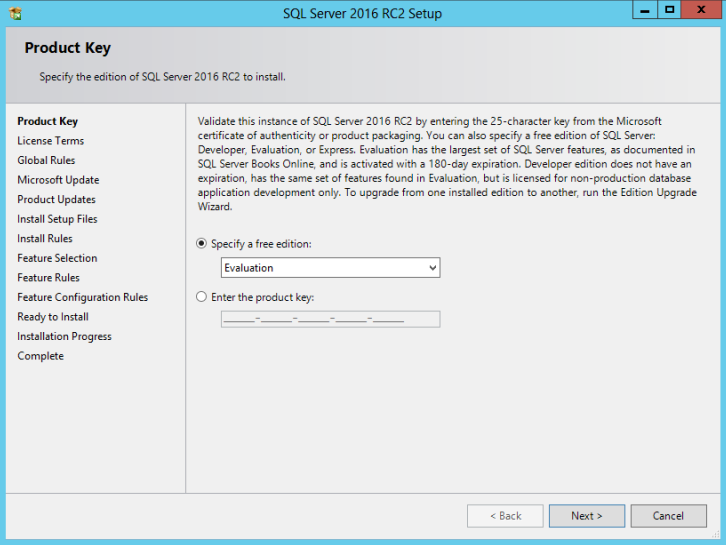 SQL Server 2016 RC2 Setup
Product Key
Specify the edition of SQL Server 2016 RC2 to install.
Product Key
License Terms
Global Rules
Microsoft Update
Product Updates
Install Setup Files
Install Rules
Feature Selection
Feature Rules
Feature Configuration Rules
Ready to Install
Installation Progress
Complete
Validate this instance of SQL Server 2016 RC2 by entering the 25-character key from the Microsoft
certificate of authenticity or product packaging. You can also specify a free edition of SQL Server:
Developer, Evaluation, or Express. Evaluation has the largest set of SQL Server features, as documented in
SQL Server Books Online, and is activated with a 180-day expiration. Developer edition does not have an
expiration, has the same set of features found in Evaluation, but is licensed for non-production database
application development only. To upgrade from one installed edition to another, run the Edition Upgrade
Wizard.
Specify a free edition:
Evaluation
Enter the product key:
_____-_____-_____-_____-_____
< Back
Next >
Cancel